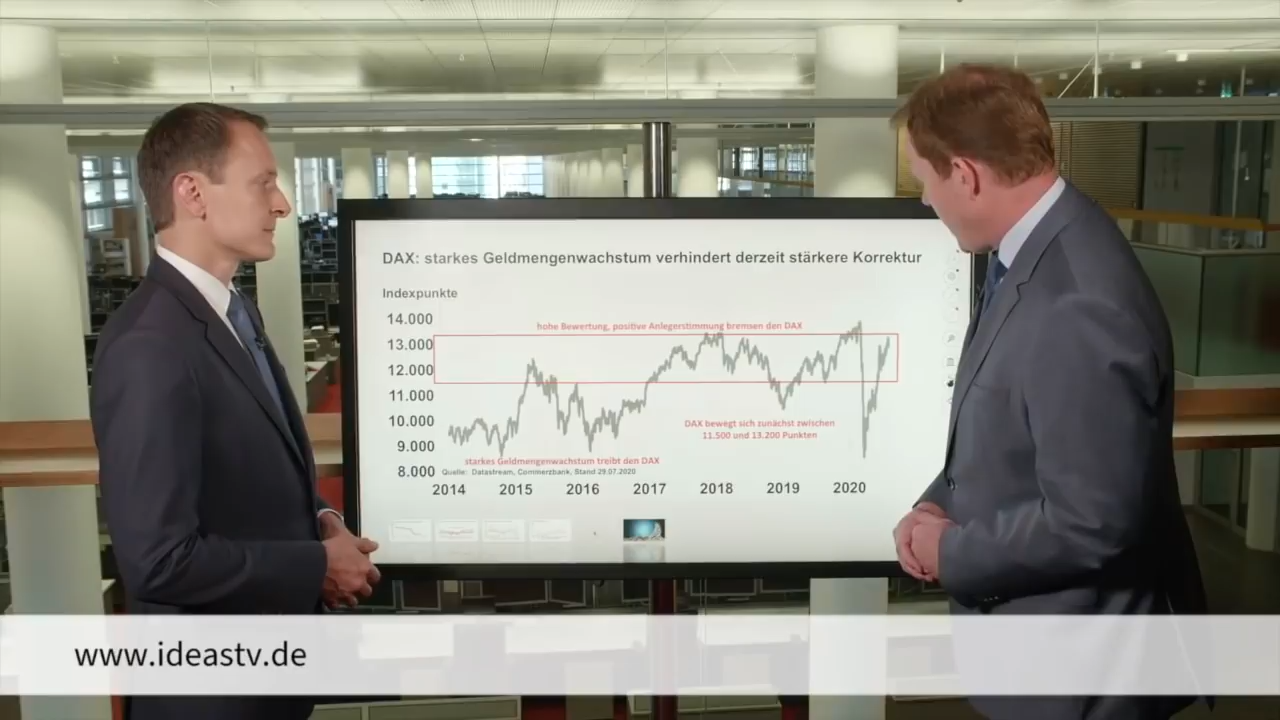 DAX: starkes Geldmengenwachstum verhindert derzeit stärkere Korrektur
Indexpunkte
14.000
hohe Bewertung, positive Anlegerstimmung bremsen den DAX
13.000
12.000
11.000
10.000
DAX bewegt sich zunächst zwischen
11.500 und 13.200 Punkten
9.000
starkes Geldmengenwachstum treibt den DAX
8.000
Quelle: Datastream, Commerzbank, Stand 29.07.2020
2014 2015 2016 2017 2018 2019 2020
www.ideastv.de